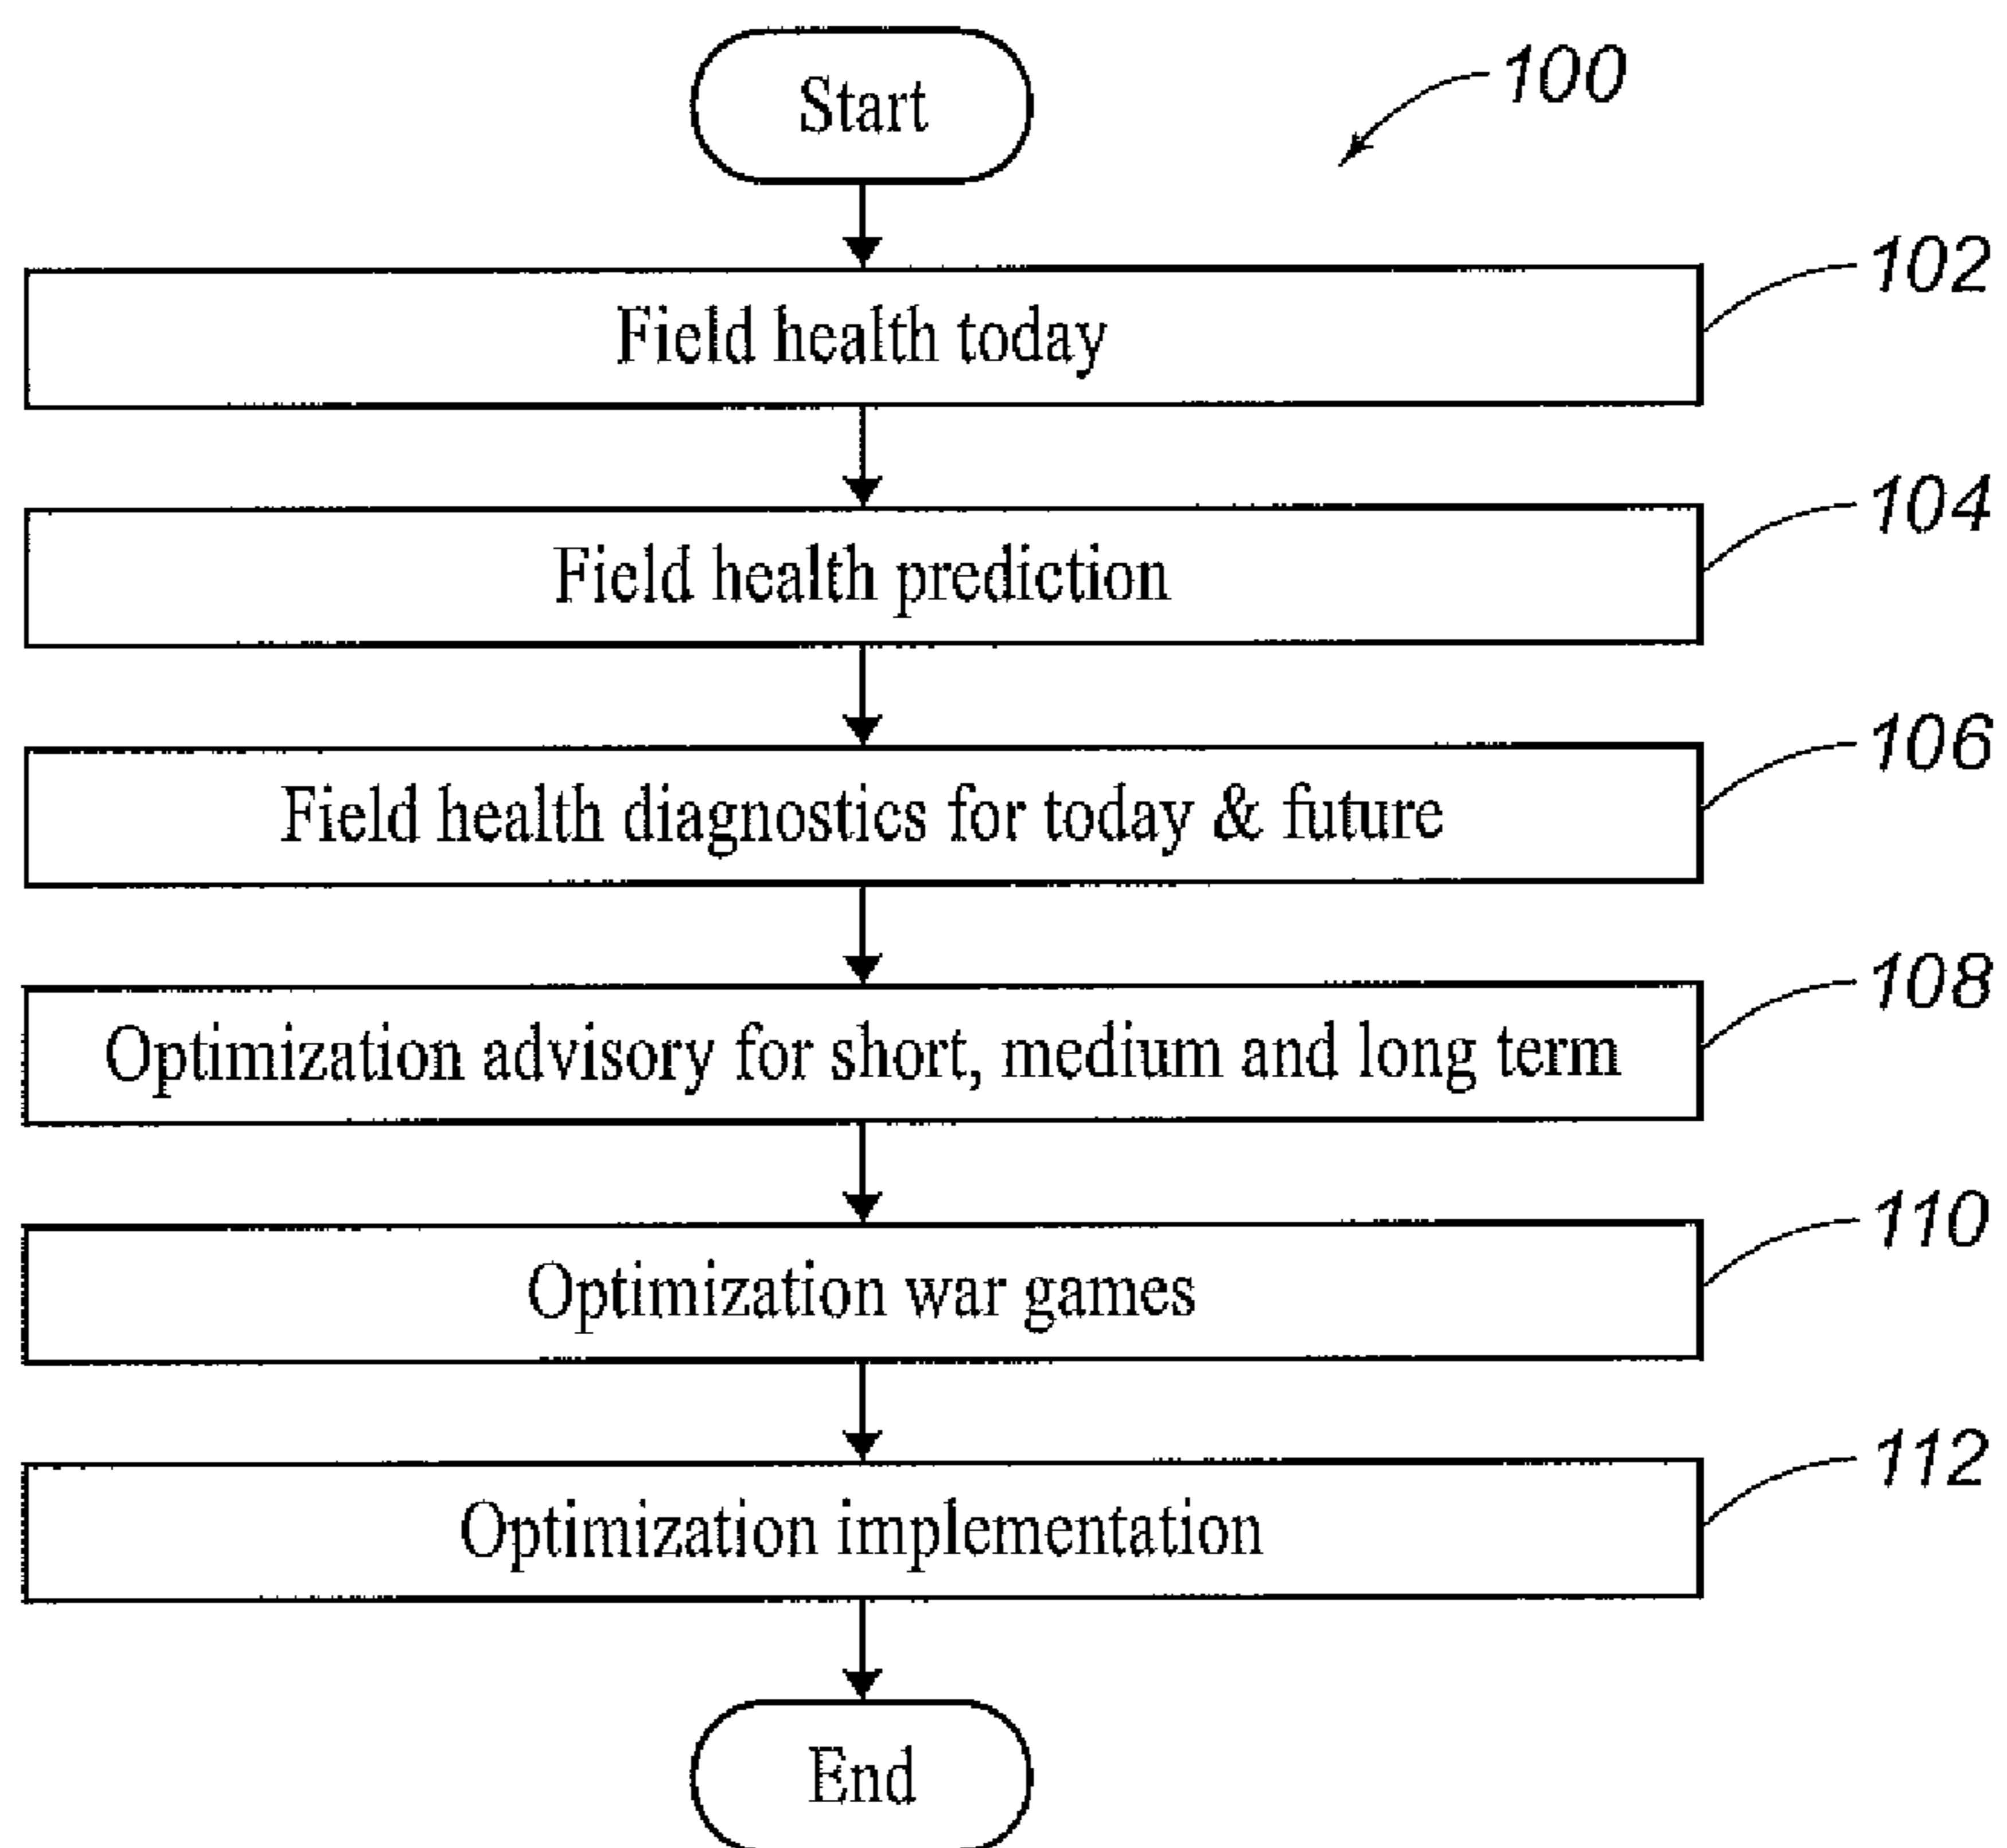 Start
100
Field health today
102
Field health prediction
104
Field health diagnostics for today & future
106
Optimization advisory for short, medium and long term
108
Optimization war games
110
Optimization implementation
112
End